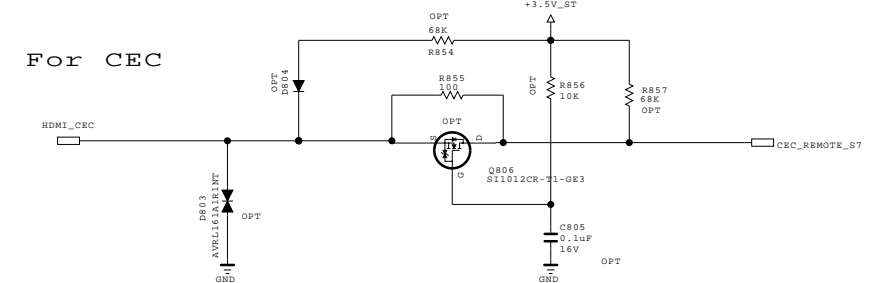 +3.5V_ST
OPT
68K
R854
For CEC
OPT
D804
R855
100
OPT
R856
10K
R857
68K
OPT
HDMI_CEC
OPT
S
D
G
CEC_REMOTE_S7
Q806
SI1012CR-T1-GE3
D803
AVRL161A1R1NT
OPT
C805
0.1uF
16V
OPT
GND
GND